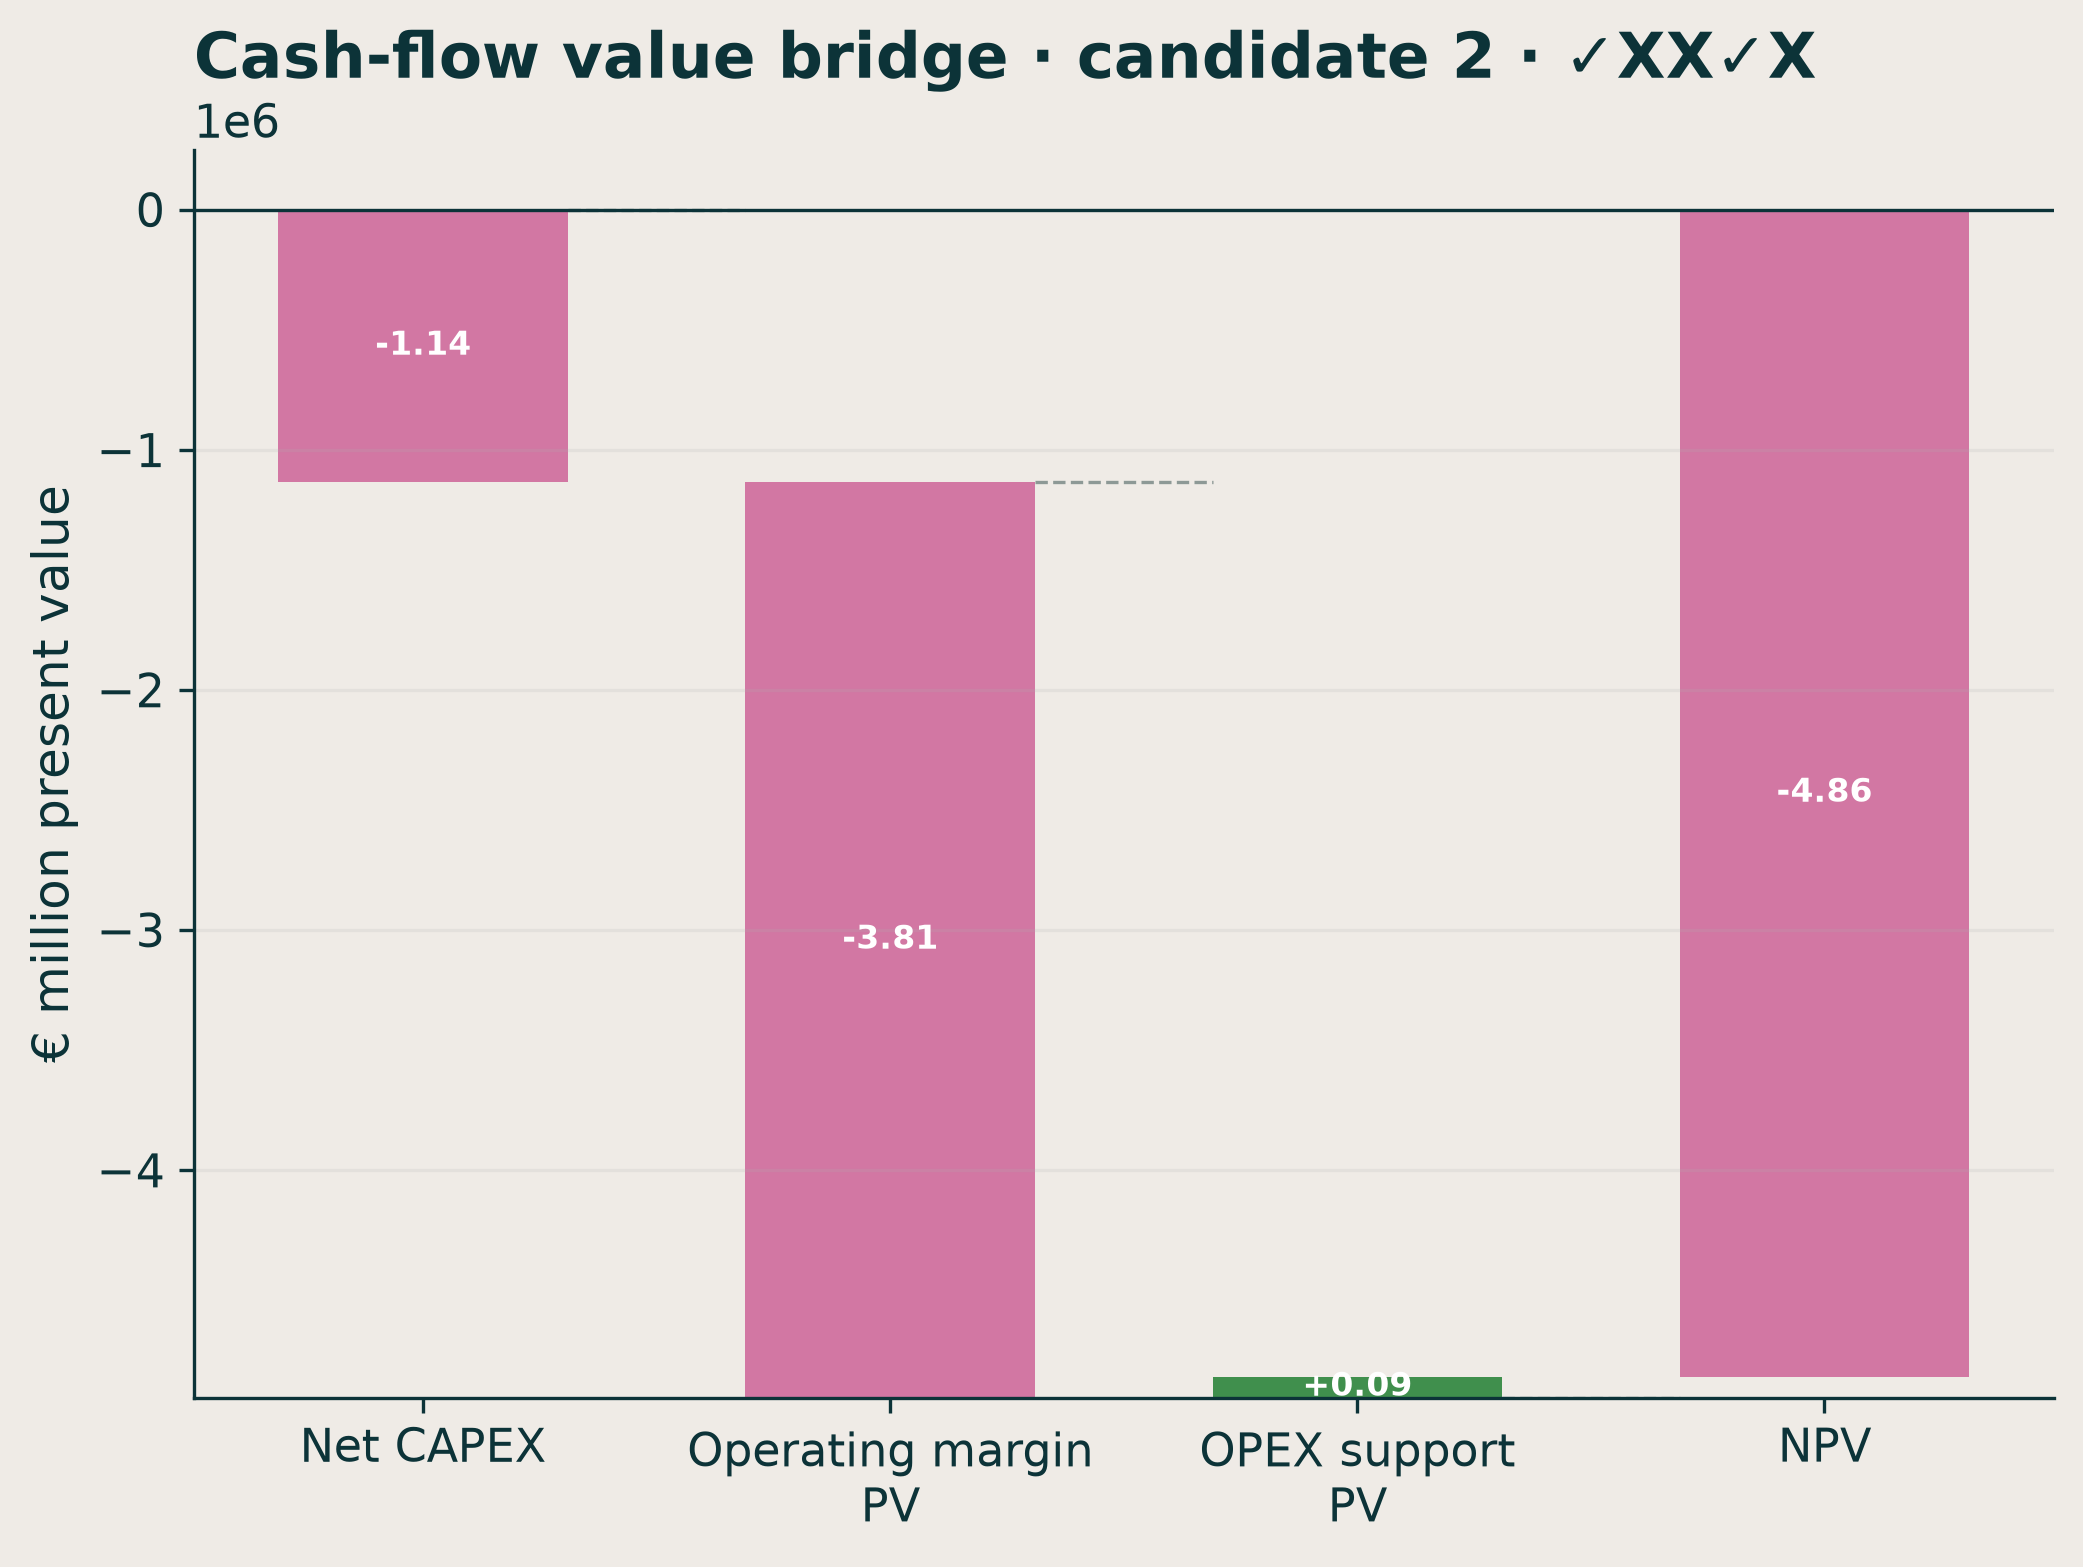 Cash-flow value bridge · candidate 2 · ✓XX✓X
1e6
0
−1
−2
−3
−4
€ million present value
-1.14
-3.81
+0.09
-4.86
Net CAPEX
Operating margin
PV
OPEX support
PV
NPV